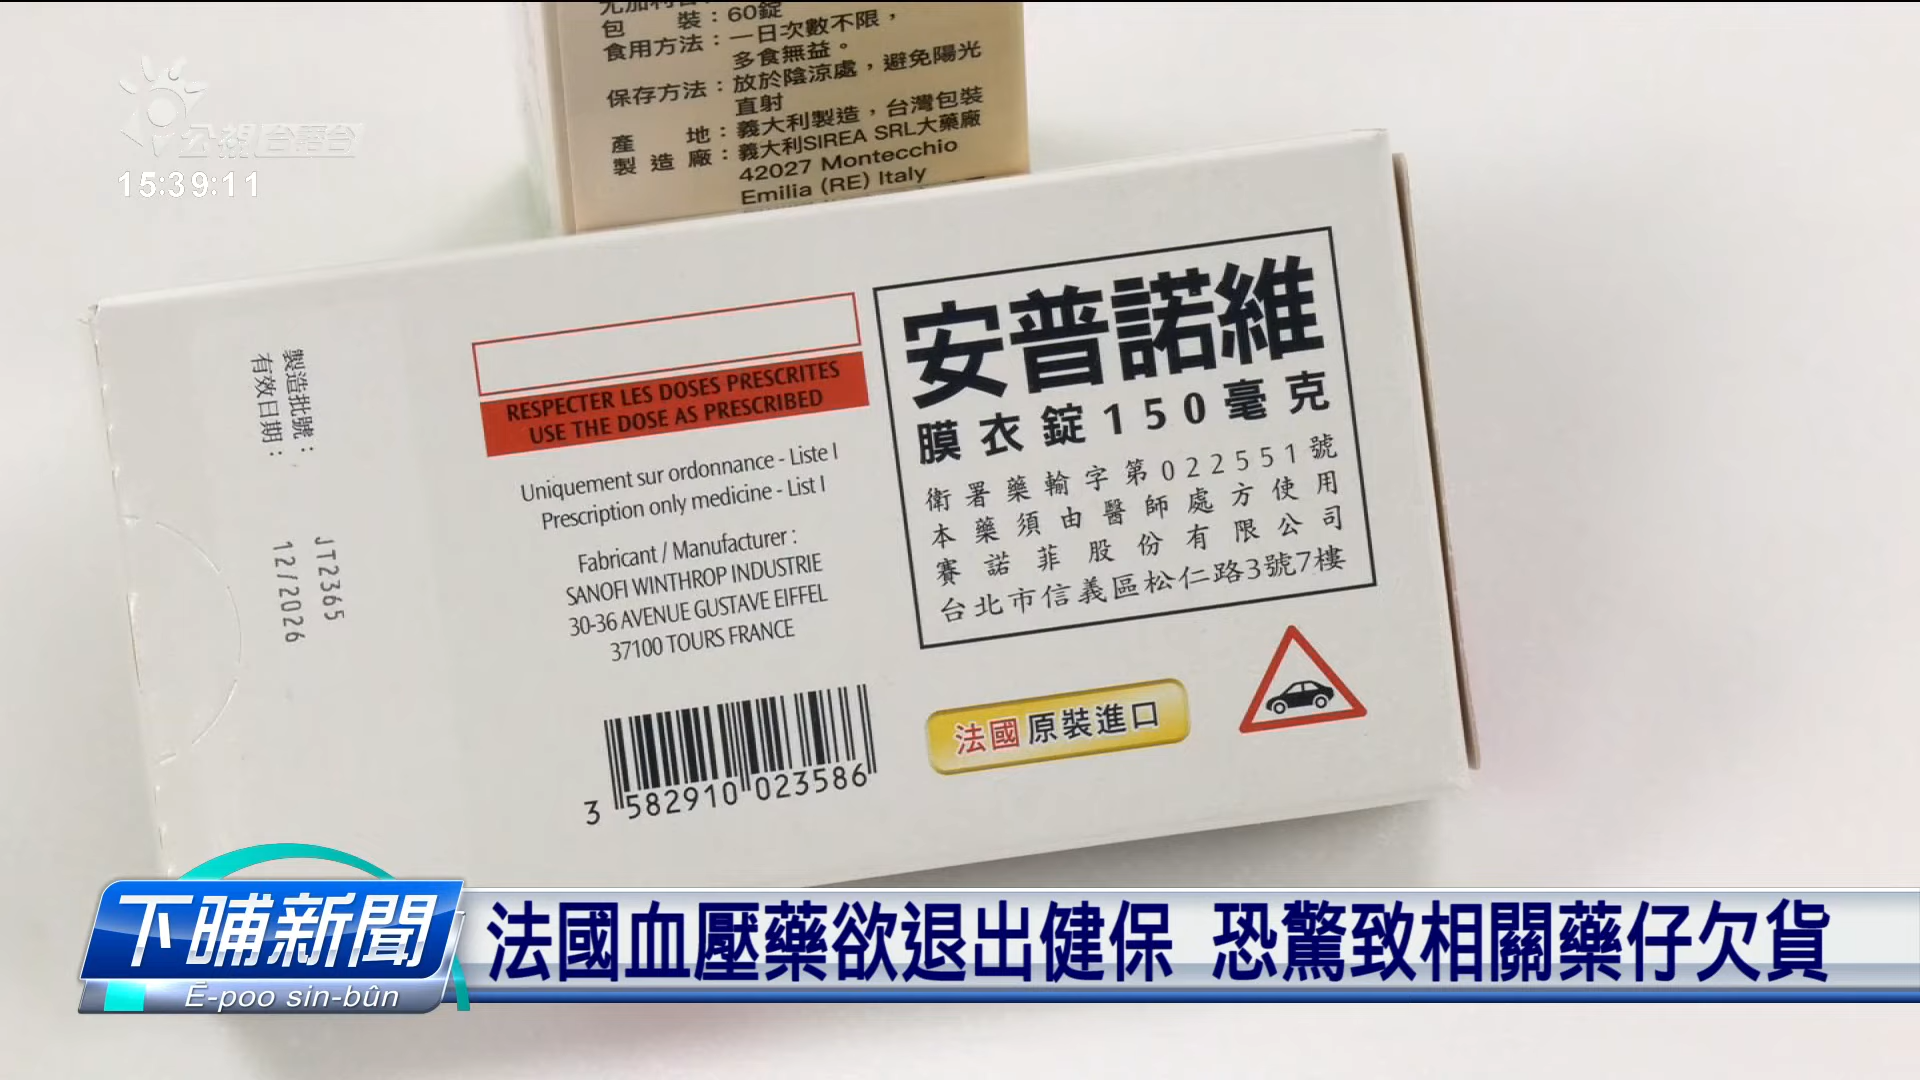 包　　裝：60錠
食用方法：一日次數不限，
多食無益。
保存方法：放於陰涼處，避免陽光
直射
產　　地：義大利製造，台灣包裝
製 造 廠：義大利SIREA SRL大藥廠
42027 Montecchio
Emilia (RE) Italy
公視台語台
15:39:11
製造批號： JT2365
有效日期： 12/2026
RESPECTER LES DOSES PRESCRITES
USE THE DOSE AS PRESCRIBED
Uniquement sur ordonnance - Liste I
Prescription only medicine - List I
Fabricant / Manufacturer :
SANOFI WINTHROP INDUSTRIE
30-36 AVENUE GUSTAVE EIFFEL
37100 TOURS FRANCE
3 582910 023586
安普諾維
膜衣錠150毫克
衛署藥輸字第022551號
本藥須由醫師處方使用
賽諾菲股份有限公司
台北市信義區松仁路3號7樓
法國原裝進口
下晡新聞
Ē-poo sin-bûn
法國血壓藥欲退出健保 恐驚致相關藥仔欠貨